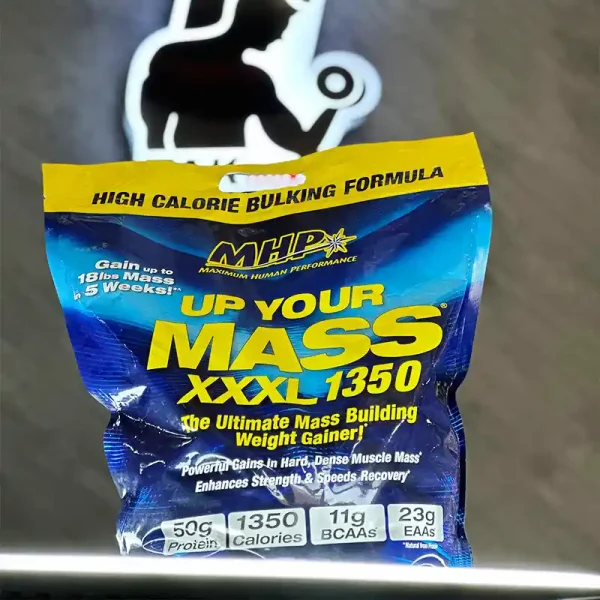 HIGH CALORIE BULKING FORMULA
MHP
MAXIMUM HUMAN PERFORMANCE
Gain up to
18lbs Mass
in 5 Weeks!**
UP YOUR
MASS®
XXXL 1350
The Ultimate Mass Building
Weight Gainer!*
Powerful Gains In Hard, Dense Muscle Mass*
Enhances Strength & Speeds Recovery*
50g
Protein
1350
Calories
11g
BCAAs
23g
EAAs